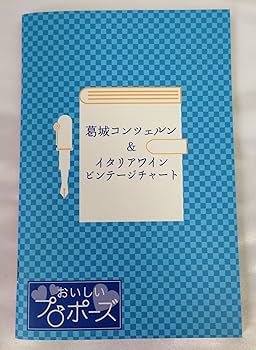 葛城コンツェルン
&
イタリアワイン
ビンテージチャート
おいしい
プロポーズ